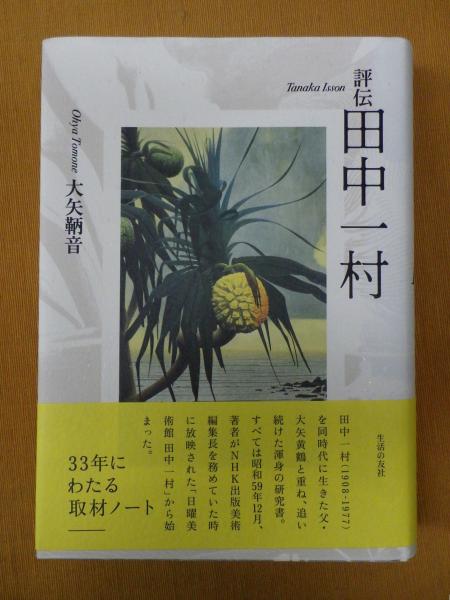 評伝
田中一村
Tanaka Isson
大矢鞆音
Ohya Tomone
生活の友社
田中一村(1908-1977)
を同時代に生きた父・
大矢黄鶴と重ね、追い
続けた渾身の研究書。
すべては昭和59年12月、
著者がNHK出版美術
編集長を務めていた時
に放映された「日曜美
術館 田中一村」から始
まった。
33年に
わたる
取材ノート